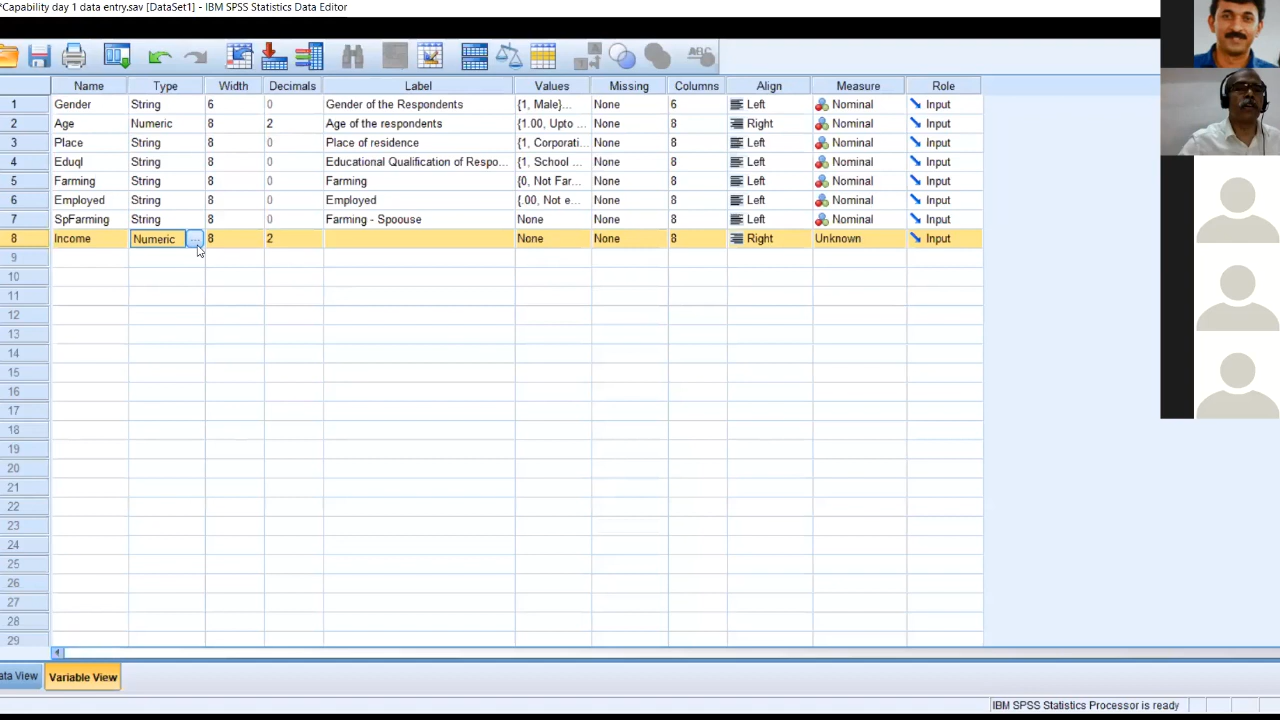 *Capability day 1 data entry.sav [DataSet1] - IBM SPSS Statistics Data Editor
Name Type Width Decimals Label Values Missing Columns Align Measure Role
1 Gender String 6 0 Gender of the Respondents {1, Male}... None 6 Left Nominal Input
2 Age Numeric 8 2 Age of the respondents {1.00, Upto ... None 8 Right Nominal Input
3 Place String 8 0 Place of residence {1, Corporati... None 8 Left Nominal Input
4 Eduql String 8 0 Educational Qualification of Respo... {1, School ... None 8 Left Nominal Input
5 Farming String 8 0 Farming {0, Not Far... None 8 Left Nominal Input
6 Employed String 8 0 Employed {.00, Not e... None 8 Left Nominal Input
7 SpFarming String 8 0 Farming - Spoouse None None 8 Left Nominal Input
8 Income Numeric ... 8 2 None None 8 Right Unknown Input
9
10
11
12
13
14
15
16
17
18
19
20
21
22
23
24
25
26
27
28
29
ata View Variable View
IBM SPSS Statistics Processor is ready